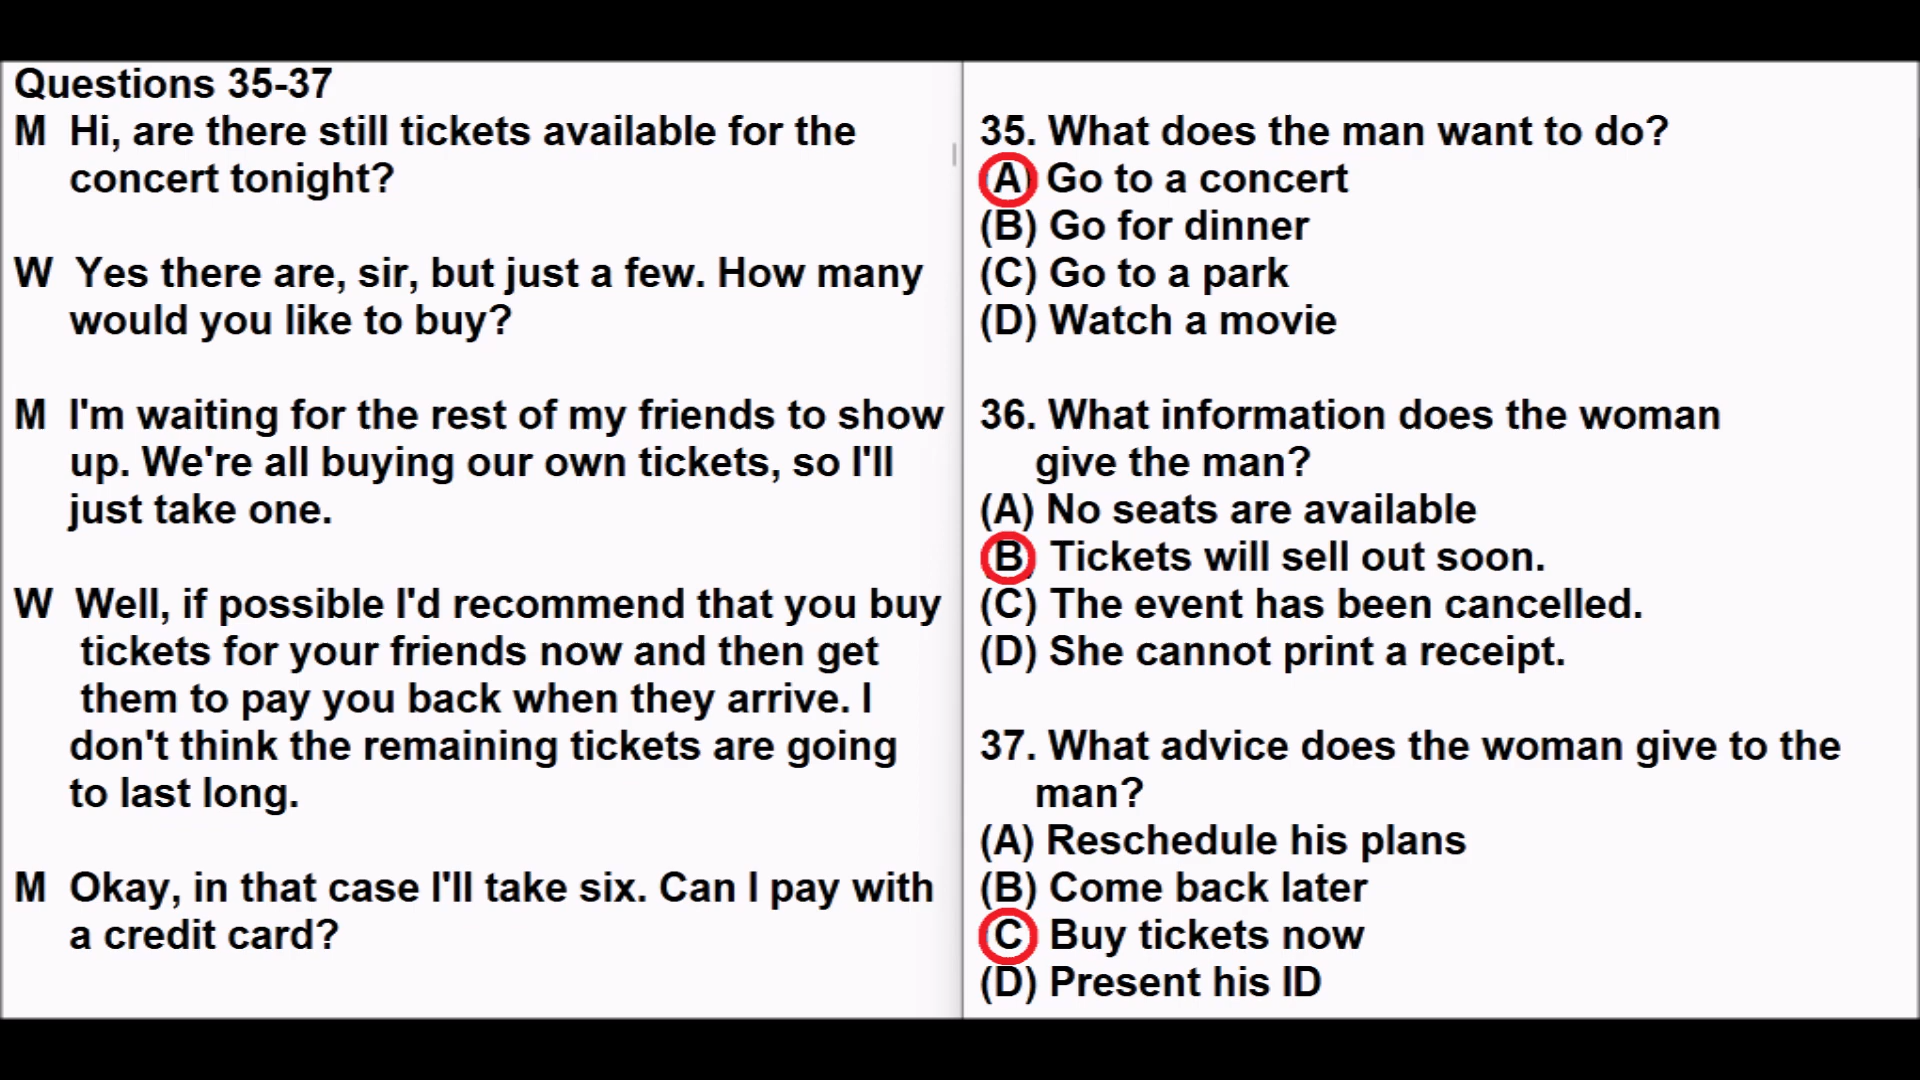 Questions 35-37
M Hi, are there still tickets available for the
concert tonight?
W Yes there are, sir, but just a few. How many
would you like to buy?
M I'm waiting for the rest of my friends to show
up. We're all buying our own tickets, so I'll
just take one.
W Well, if possible I'd recommend that you buy
tickets for your friends now and then get
them to pay you back when they arrive. I
don't think the remaining tickets are going
to last long.
M Okay, in that case I'll take six. Can I pay with
a credit card?
35. What does the man want to do?
(A) Go to a concert
(B) Go for dinner
(C) Go to a park
(D) Watch a movie
36. What information does the woman
give the man?
(A) No seats are available
(B) Tickets will sell out soon.
(C) The event has been cancelled.
(D) She cannot print a receipt.
37. What advice does the woman give to the
man?
(A) Reschedule his plans
(B) Come back later
(C) Buy tickets now
(D) Present his ID